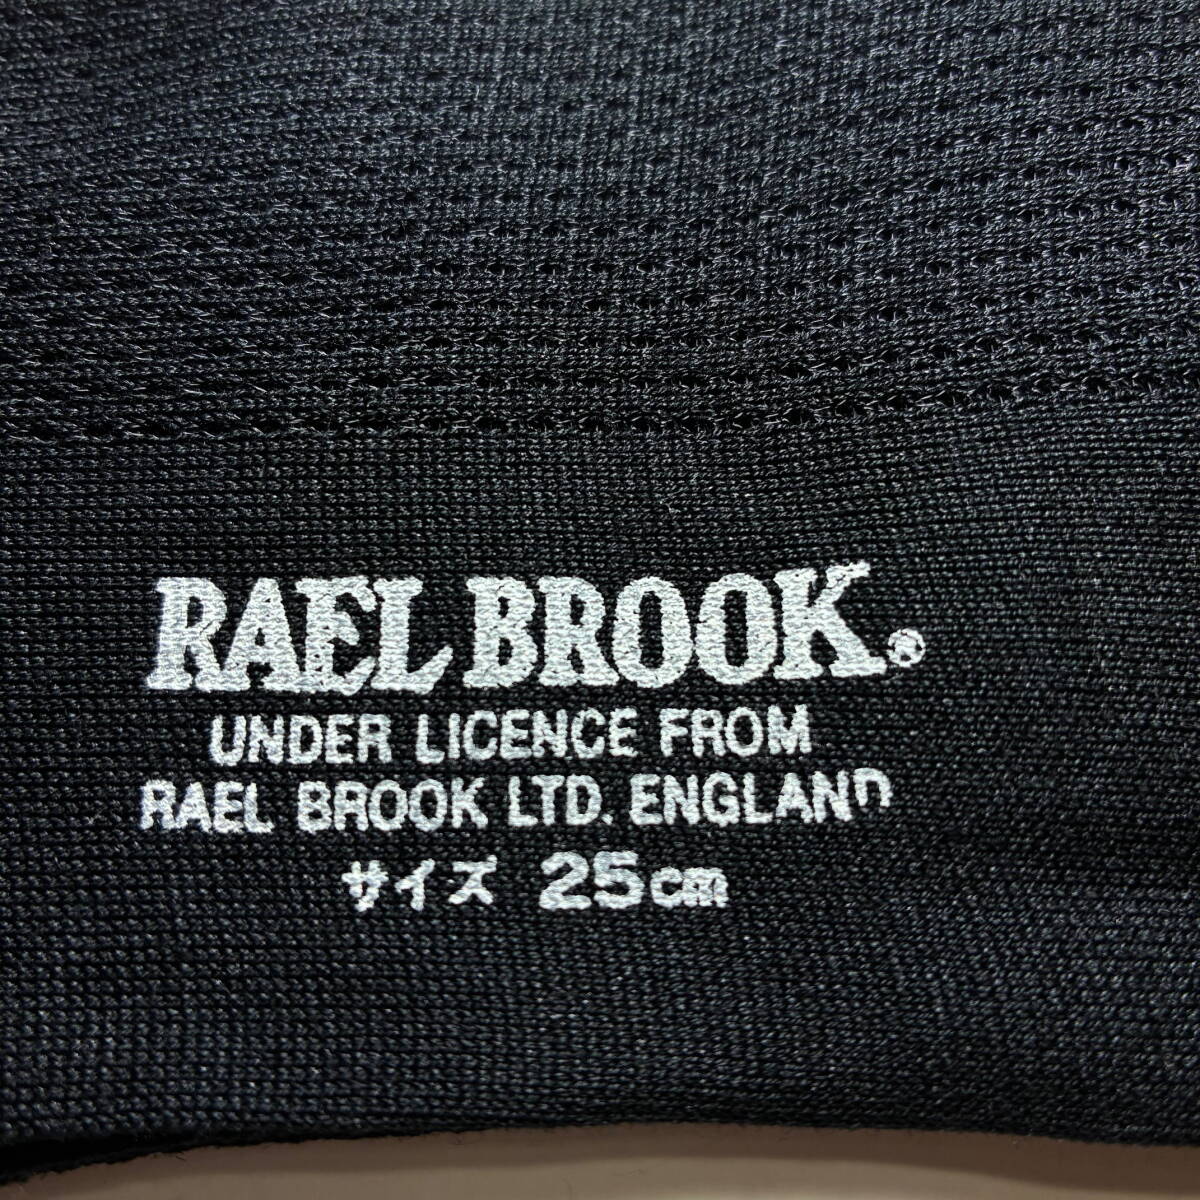 RAEL BROOK®
UNDER LICENCE FROM
RAEL BROOK LTD. ENGLAND
サイズ 25cm